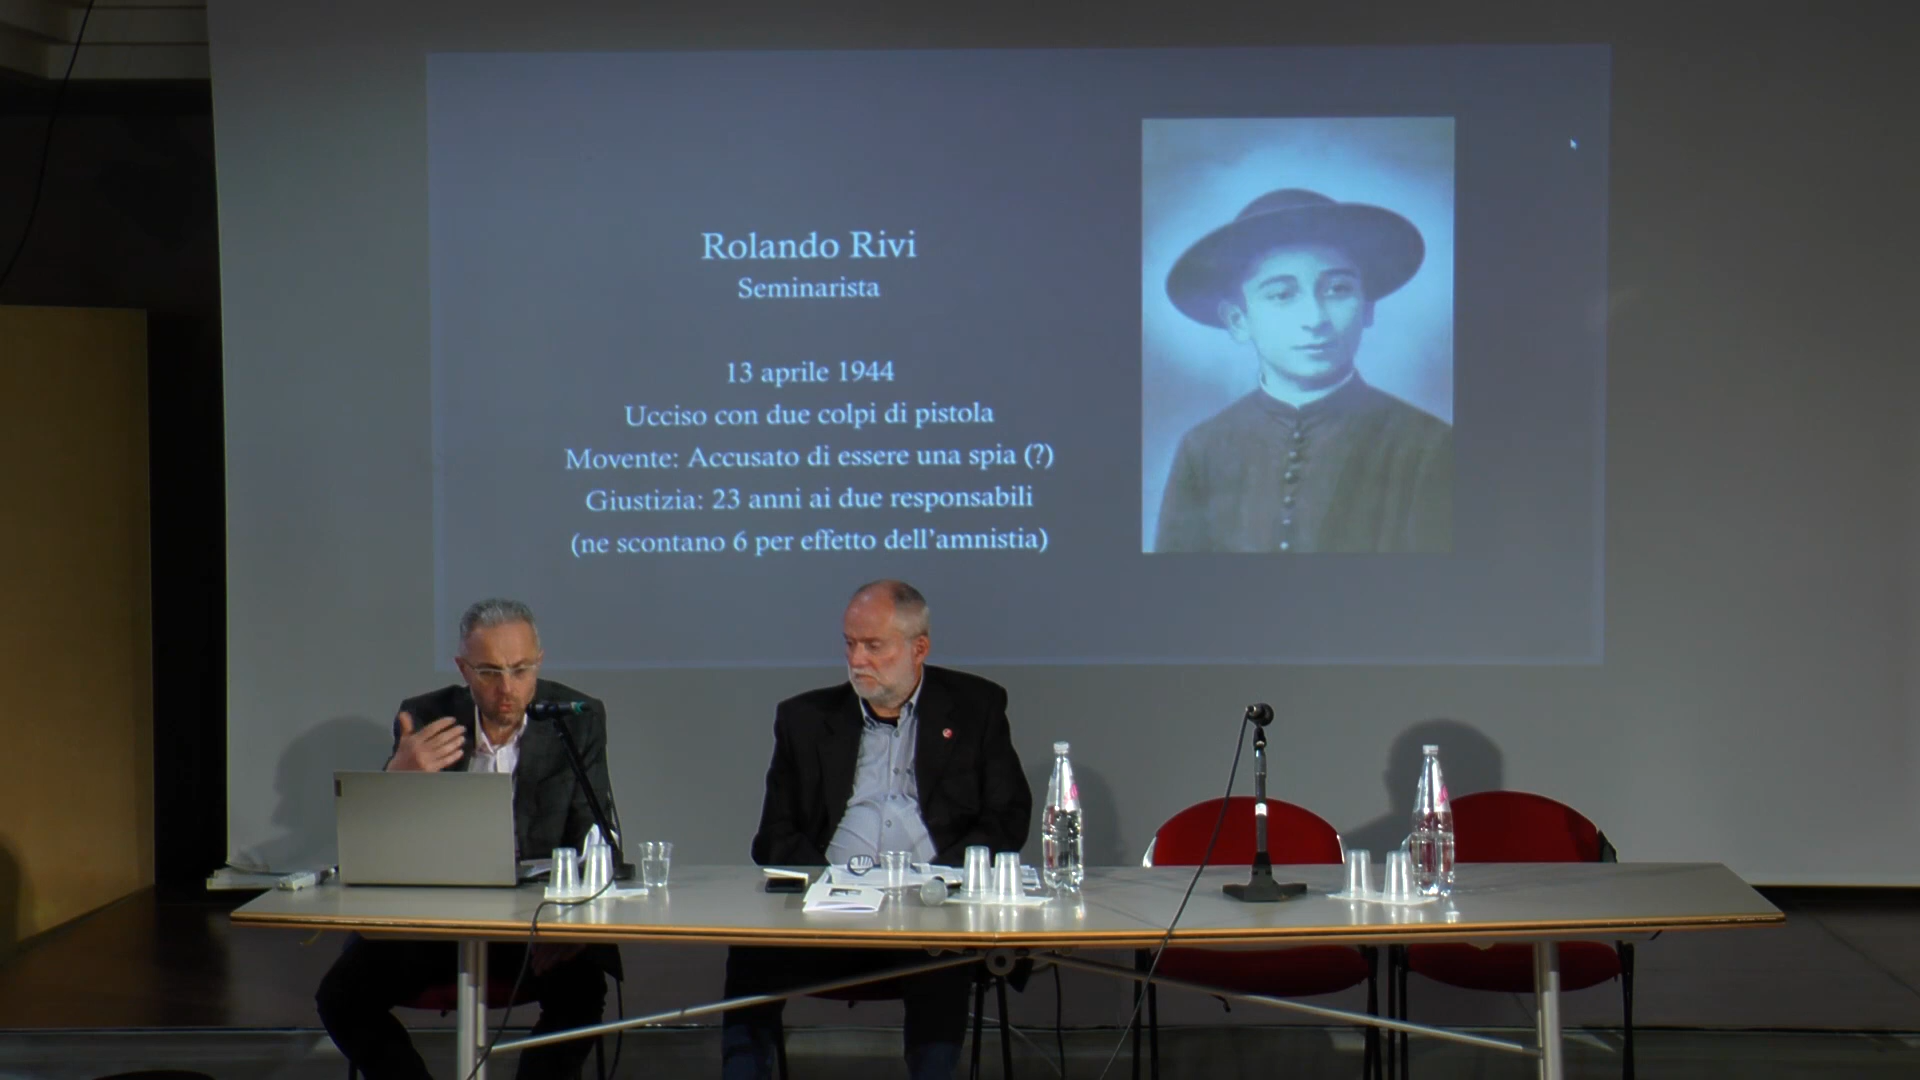 Rolando Rivi
Seminarista
13 aprile 1944
Ucciso con due colpi di pistola
Movente: Accusato di essere una spia (?)
Giustizia: 23 anni ai due responsabili
(ne scontano 6 per effetto dell'amnistia)